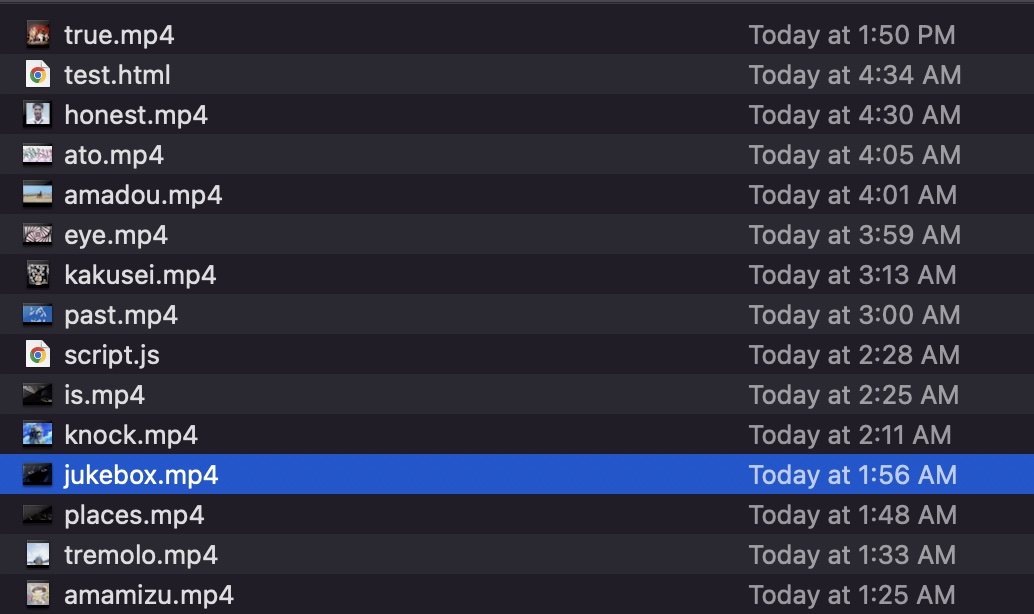 true.mp4 Today at 1:50 PM
test.html Today at 4:34 AM
honest.mp4 Today at 4:30 AM
ato.mp4 Today at 4:05 AM
amadou.mp4 Today at 4:01 AM
eye.mp4 Today at 3:59 AM
kakusei.mp4 Today at 3:13 AM
past.mp4 Today at 3:00 AM
script.js Today at 2:28 AM
is.mp4 Today at 2:25 AM
knock.mp4 Today at 2:11 AM
jukebox.mp4 Today at 1:56 AM
places.mp4 Today at 1:48 AM
tremolo.mp4 Today at 1:33 AM
amamizu.mp4 Today at 1:25 AM